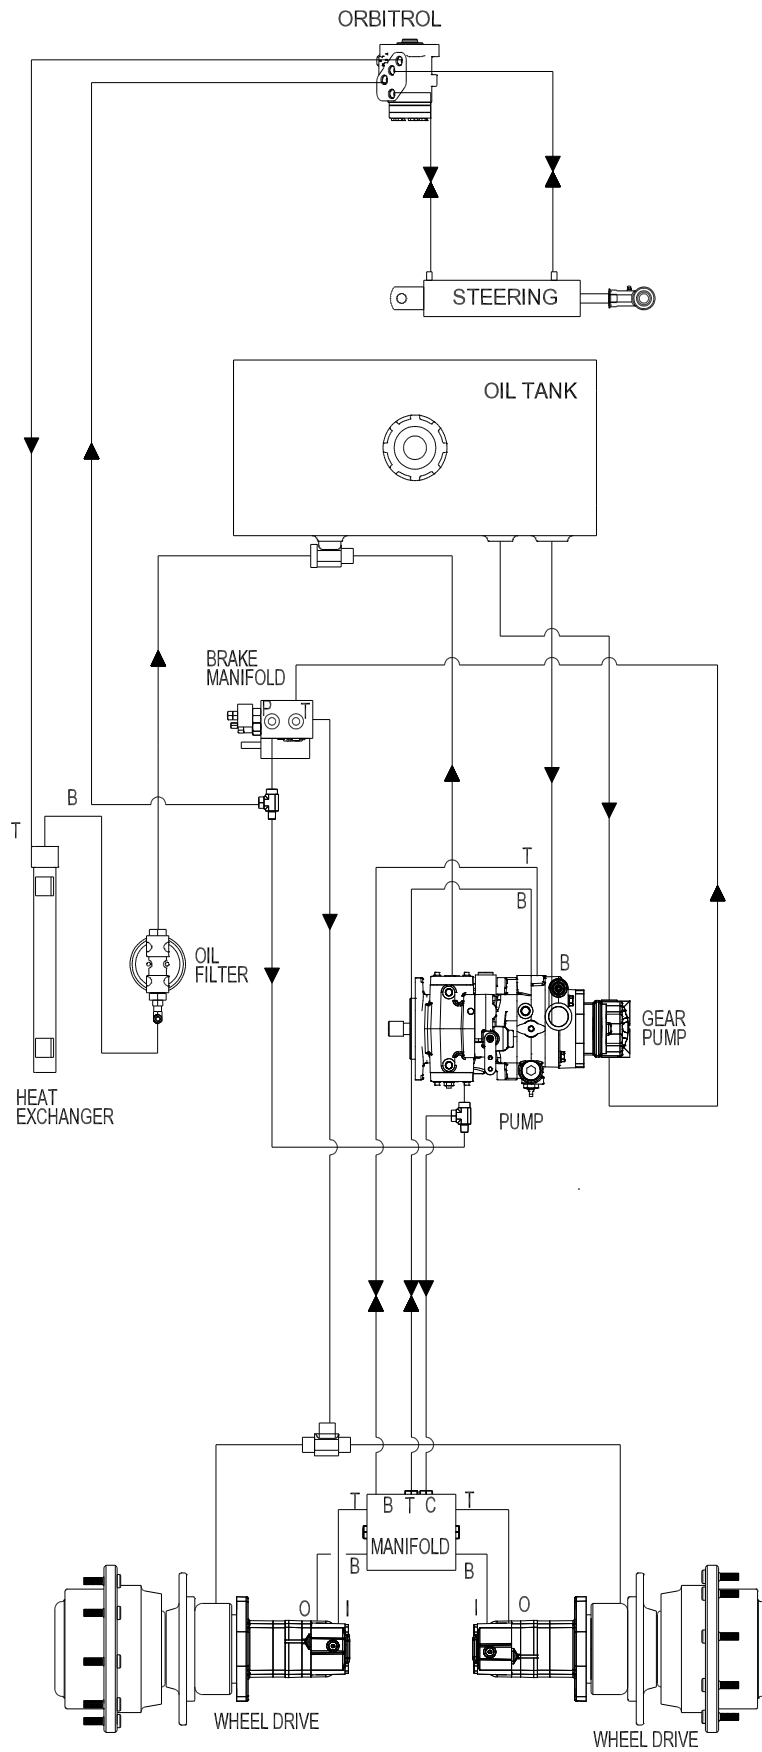 ORBITROL
STEERING
OIL TANK
BRAKE
MANIFOLD
P
T
B
T
T
B
OIL
FILTER
B
GEAR
PUMP
HEAT
EXCHANGER
PUMP
T
B T C
T
MANIFOLD
B
B
O
I
I
O
WHEEL DRIVE
WHEEL DRIVE